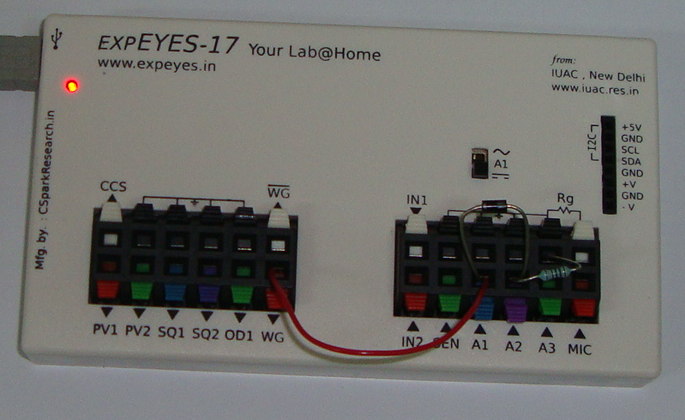 EXPEYES-17 Your Lab@Home
www.expeyes.in
from:
IUAC , New Delhi
www.iuac.res.in
Mfg. by. CSparkResearch.in
I2C
+5V
GND
SCL
SDA
GND
+V
GND
- V
A1
CCS
WG
IN1
Rg
PV1 PV2 SQ1 SQ2 OD1 WG
IN2 SEN A1 A2 A3 MIC